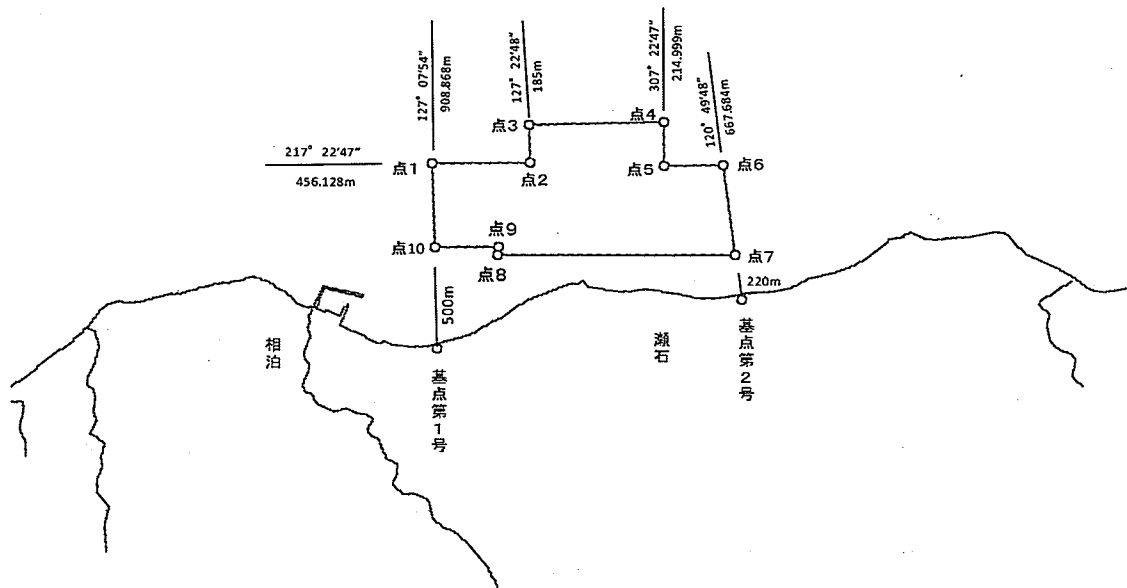 127° 07′54″
908.868m
127° 22′48″
185m
307° 22′47″
214.999m
120° 49′48″
667.684m
217° 22′47″
456.128m
点1
点2
点3
点4
点5
点6
点10
点9
点8
点7
500m
220m
相泊
瀬石
基点第1号
基点第2号